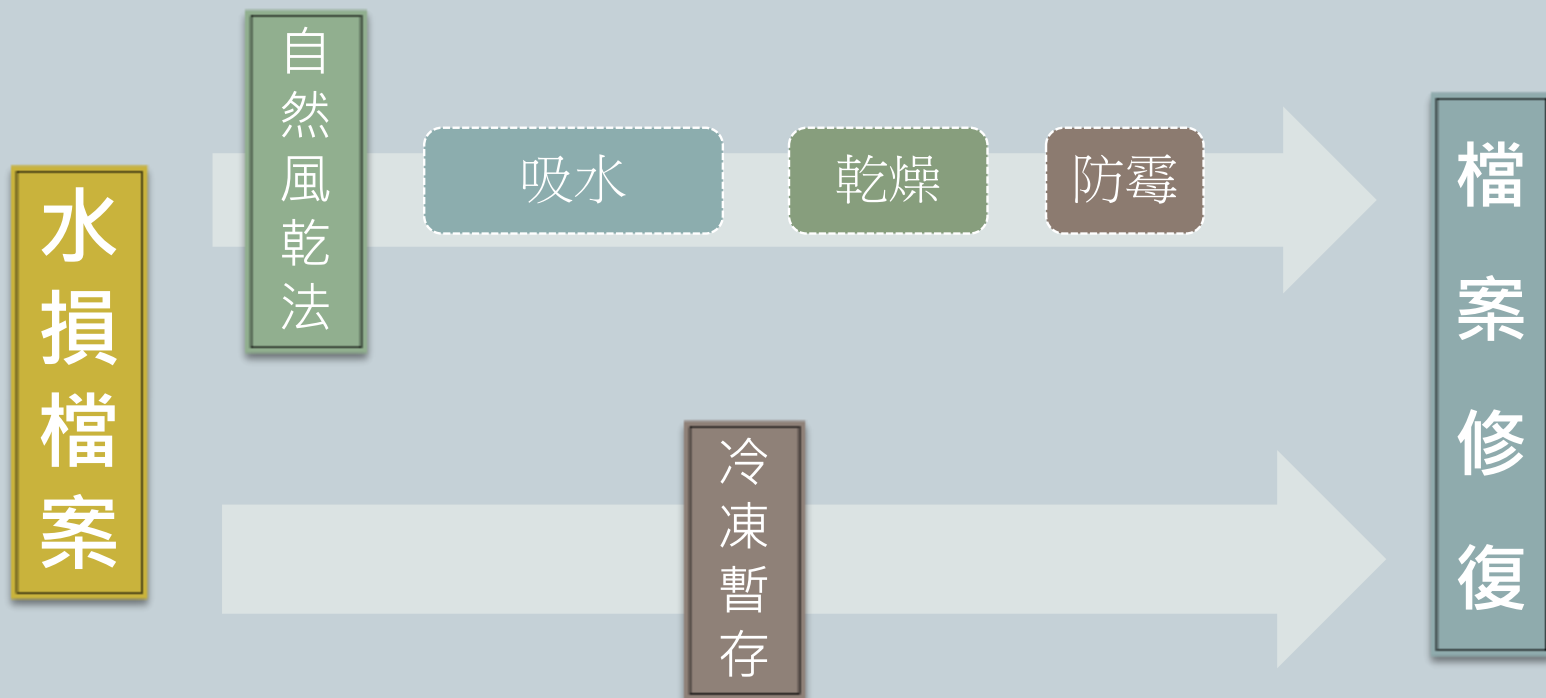 水損檔案
自然風乾法
吸水
乾燥
防霉
冷凍暫存
檔案修復